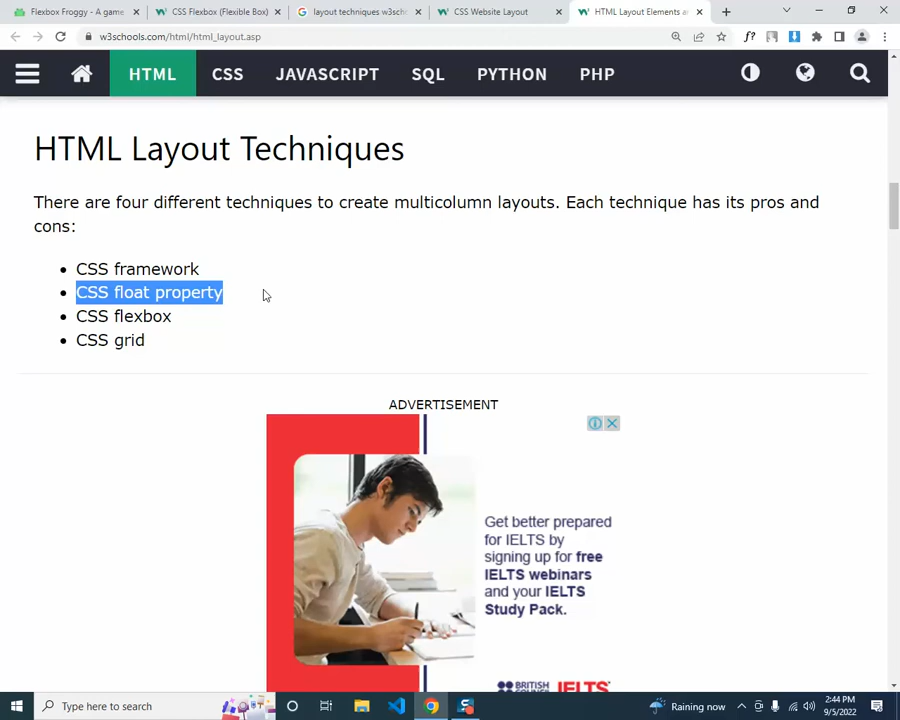 Flexbox Froggy - A game
CSS Flexbox (Flexible Box)
layout techniques w3sch
CSS Website Layout
HTML Layout Elements a
w3schools.com/html/html_layout.asp
f?
HTML CSS JAVASCRIPT SQL PYTHON PHP
HTML Layout Techniques
There are four different techniques to create multicolumn layouts. Each technique has its pros and
cons:
CSS framework
CSS float property
CSS flexbox
CSS grid
ADVERTISEMENT
Get better prepared
for IELTS by
signing up for free
IELTS webinars
and your IELTS
Study Pack.
BRITISH
IELTS
Type here to search
Raining now
2:44 PM
9/5/2022